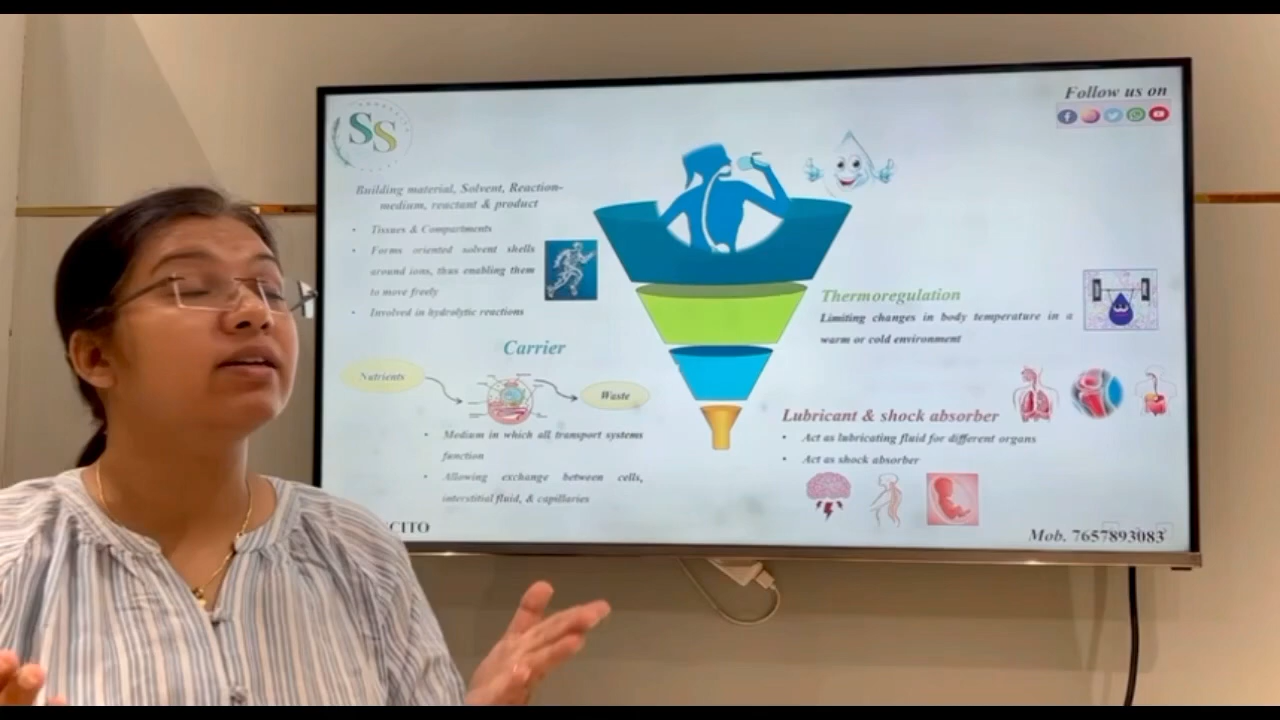 SS
Follow us on
Building material, Solvent, Reaction-
medium, reactant & product
• Tissues & Compartments
• Forms oriented solvent shells
around ions, thus enabling them
to move freely
• Involved in hydrolytic reactions
Carrier
Nutrients
Waste
• Medium in which all transport systems
function
• Allowing exchange between cells,
interstitial fluid, & capillaries
Thermoregulation
Limiting changes in body temperature in a
warm or cold environment
Lubricant & shock absorber
• Act as lubricating fluid for different organs
• Act as shock absorber
CITO
Mob. 7657893083